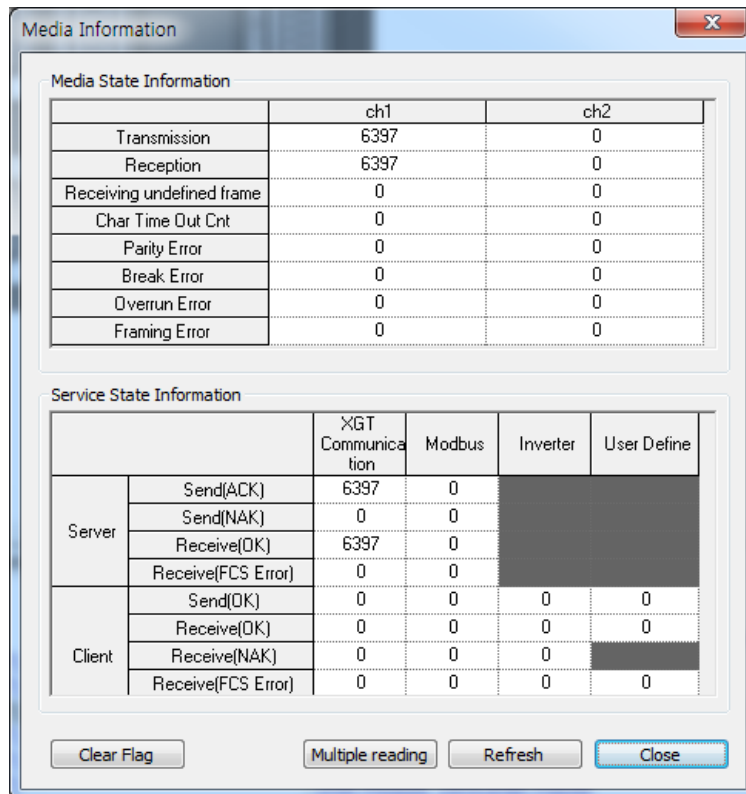 Media Information
x
Media State Information
ch1 ch2
Transmission 6397 0
Reception 6397 0
Receiving undefined frame 0 0
Char Time Out Cnt 0 0
Parity Error 0 0
Break Error 0 0
Overrun Error 0 0
Framing Error 0 0
Service State Information
XGT
Communica Modbus Inverter User Define
tion
Server
Send(ACK) 6397 0
Send(NAK) 0 0
Receive(OK) 6397 0
Receive(FCS Error) 0 0
Client
Send(OK) 0 0 0 0
Receive(OK) 0 0 0 0
Receive(NAK) 0 0 0
Receive(FCS Error) 0 0 0 0
Clear Flag Multiple reading Refresh Close